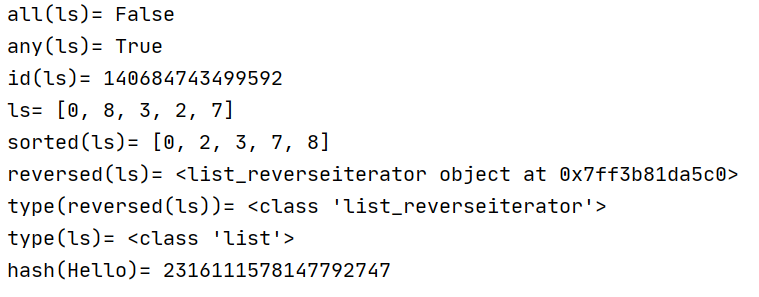 all(ls)= False
any(ls)= True
id(ls)= 140684743499592
ls= [0, 8, 3, 2, 7]
sorted(ls)= [0, 2, 3, 7, 8]
reversed(ls)= <list_reverseiterator object at 0x7ff3b81da5c0>
type(reversed(ls))= <class 'list_reverseiterator'>
type(ls)= <class 'list'>
hash(Hello)= 2316111578147792747